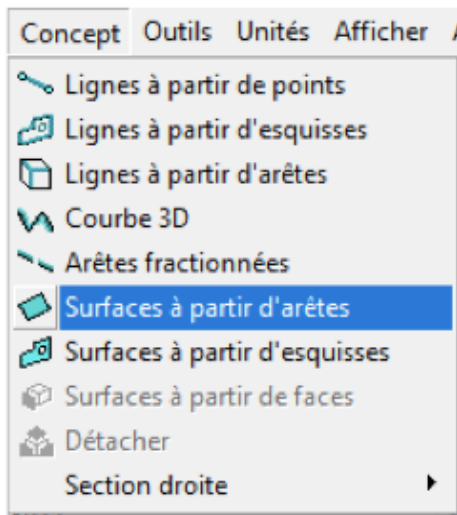 Concept Outils Unités Afficher
Lignes à partir de points
Lignes à partir d'esquisses
Lignes à partir d'arêtes
Courbe 3D
Arêtes fractionnées
Surfaces à partir d'arêtes
Surfaces à partir d'esquisses
Surfaces à partir de faces
Détacher
Section droite